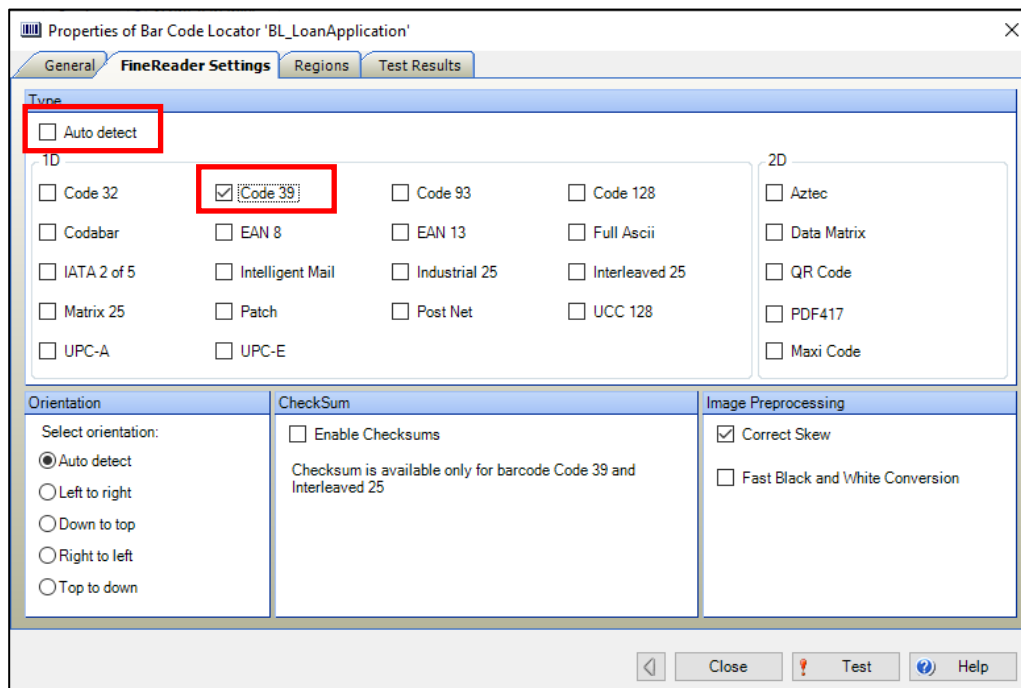 Properties of Bar Code Locator 'BL_LoanApplication'
General FineReader Settings Regions Test Results
Type
Auto detect
1D
2D
Code 32 Code 39 Code 93 Code 128 Aztec
Codabar EAN 8 EAN 13 Full Ascii Data Matrix
IATA 2 of 5 Intelligent Mail Industrial 25 Interleaved 25 QR Code
Matrix 25 Patch Post Net UCC 128 PDF417
UPC-A UPC-E Maxi Code
Orientation CheckSum Image Preprocessing
Select orientation: Enable Checksums Correct Skew
Auto detect Checksum is available only for barcode Code 39 and
Interleaved 25 Fast Black and White Conversion
Left to right
Down to top
Right to left
Top to down
Close Test Help